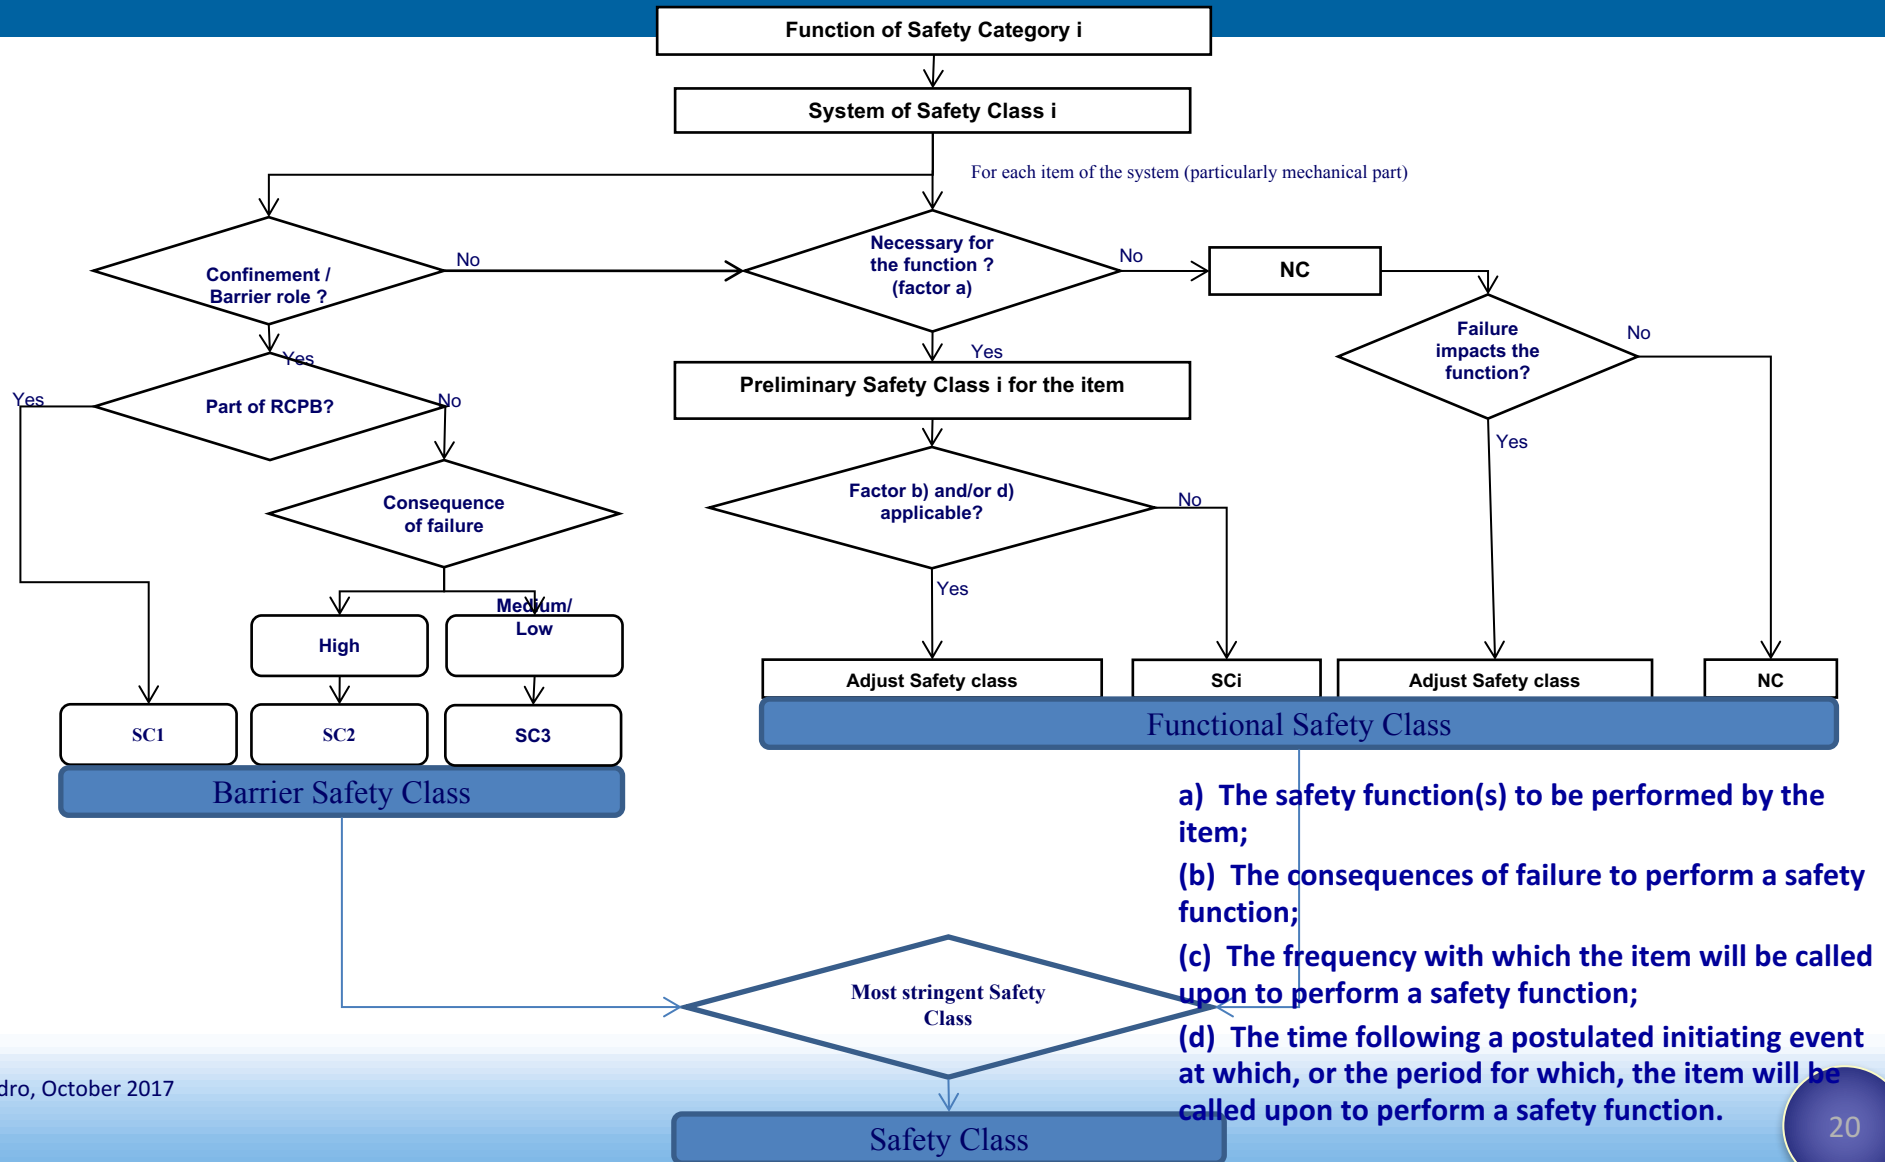 Function of Safety Category i
System of Safety Class i
For each item of the system (particularly mechanical part)
Confinement /
Barrier role ?
No
Necessary for
the function ?
(factor a)
No
NC
Yes
Part of RCPB?
Yes
No
Yes
Preliminary Safety Class i for the item
Failure
impacts the
function?
No
Yes
Consequence
of failure
Factor b) and/or d)
applicable?
No
Yes
High
Medium/
Low
SC1
SC2
SC3
Barrier Safety Class
Adjust Safety class
SCi
Adjust Safety class
NC
Functional Safety Class
a) The safety function(s) to be performed by the
item;
(b) The consequences of failure to perform a safety
function;
(c) The frequency with which the item will be called
upon to perform a safety function;
(d) The time following a postulated initiating event
at which, or the period for which, the item will be
called upon to perform a safety function.
Most stringent Safety
Class
Safety Class
dro, October 2017
20